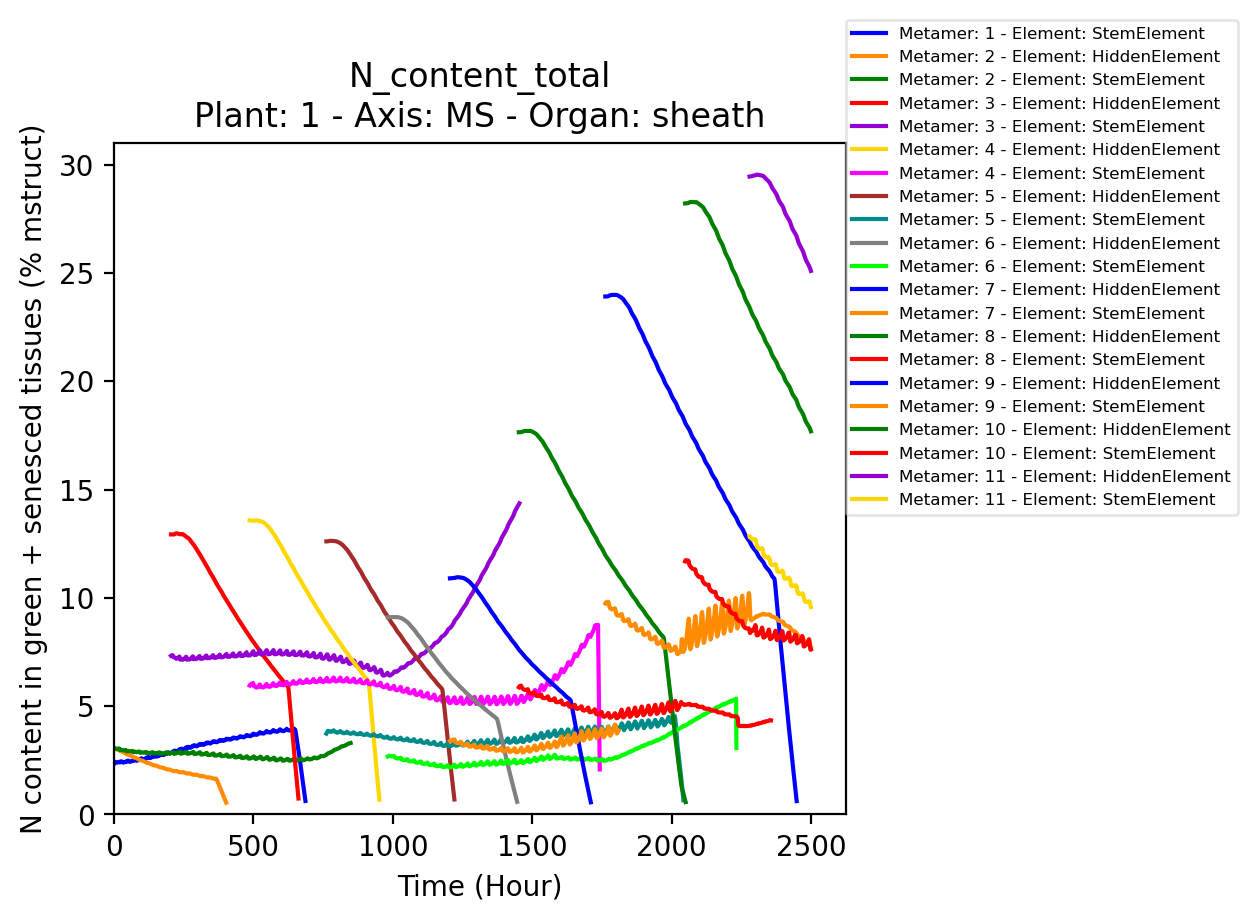 N_content_total
Plant: 1 - Axis: MS - Organ: sheath
N content in green + senesced tissues (% mstruct)
30
25
20
15
10
5
0
0 500 1000 1500 2000 2500
Time (Hour)
Metamer: 1 - Element: StemElement
Metamer: 2 - Element: HiddenElement
Metamer: 2 - Element: StemElement
Metamer: 3 - Element: HiddenElement
Metamer: 3 - Element: StemElement
Metamer: 4 - Element: HiddenElement
Metamer: 4 - Element: StemElement
Metamer: 5 - Element: HiddenElement
Metamer: 5 - Element: StemElement
Metamer: 6 - Element: HiddenElement
Metamer: 6 - Element: StemElement
Metamer: 7 - Element: HiddenElement
Metamer: 7 - Element: StemElement
Metamer: 8 - Element: HiddenElement
Metamer: 8 - Element: StemElement
Metamer: 9 - Element: HiddenElement
Metamer: 9 - Element: StemElement
Metamer: 10 - Element: HiddenElement
Metamer: 10 - Element: StemElement
Metamer: 11 - Element: HiddenElement
Metamer: 11 - Element: StemElement